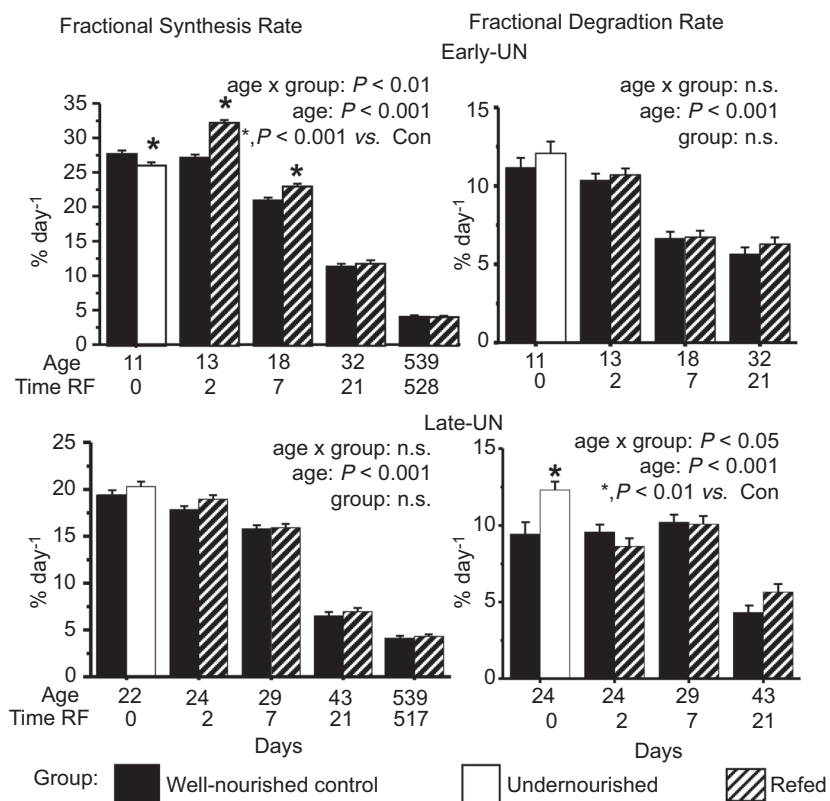 Fractional Synthesis Rate
Fractional Degradtion Rate
Early-UN
age x group: P < 0.01
age: P < 0.001
*,P < 0.001 vs. Con
35
30
25
20
15
10
5
0
% day-1
* * *
Age 11 13 18 32 539
Time RF 0 2 7 21 528
age x group: n.s.
age: P < 0.001
group: n.s.
15
10
5
0
% day-1
11 13 18 32
0 2 7 21
Late-UN
age x group: n.s.
age: P < 0.001
group: n.s.
25
20
15
10
5
0
% day-1
Age 22 24 29 43 539
Time RF 0 2 7 21 517
Days
age x group: P < 0.05
age: P < 0.001
*,P < 0.01 vs. Con
15
10
5
0
% day-1
*
24 24 29 43
0 2 7 21
Days
Group: Well-nourished control Undernourished Refed